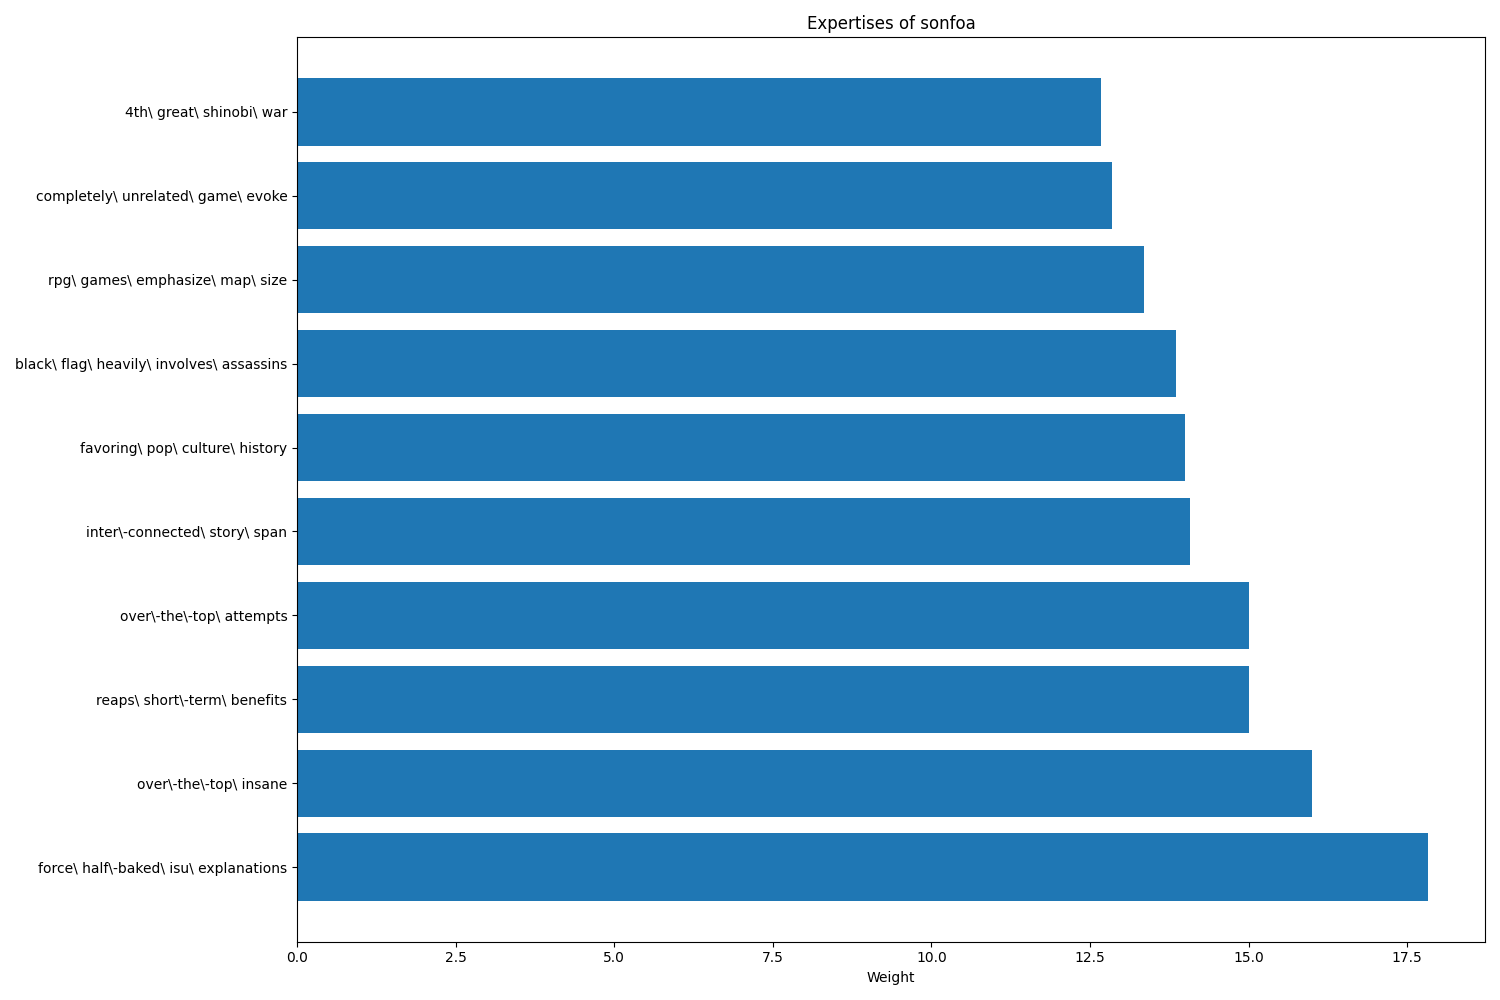 Expertises of sonfoa
4th\ great\ shinobi\ war
completely\ unrelated\ game\ evoke
rpg\ games\ emphasize\ map\ size
black\ flag\ heavily\ involves\ assassins
favoring\ pop\ culture\ history
inter\-connected\ story\ span
over\-the\-top\ attempts
reaps\ short\-term\ benefits
over\-the\-top\ insane
force\ half\-baked\ isu\ explanations
0.0 2.5 5.0 7.5 10.0 12.5 15.0 17.5
Weight